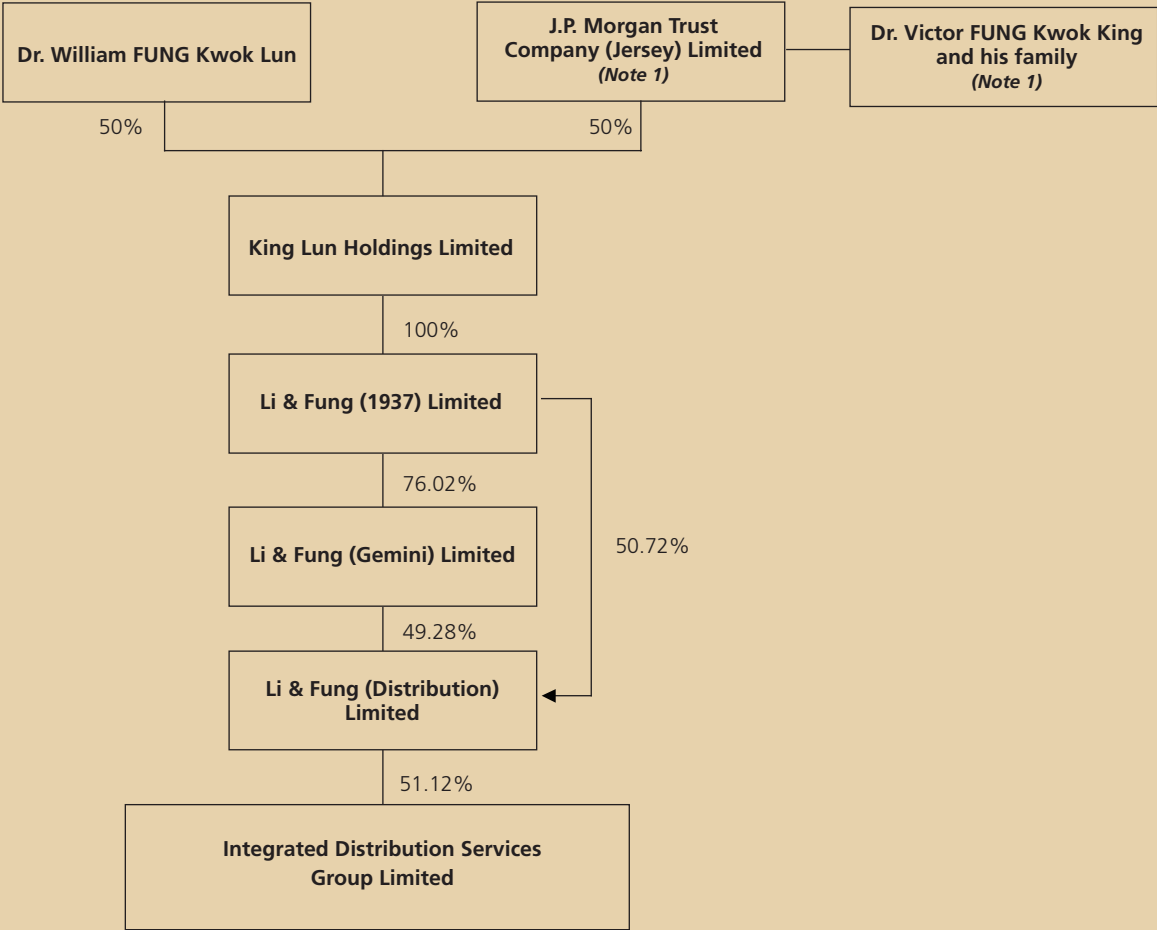 Dr. William FUNG Kwok Lun
J.P. Morgan Trust
Company (Jersey) Limited
(Note 1)
Dr. Victor FUNG Kwok King
and his family
(Note 1)
50%
50%
King Lun Holdings Limited
100%
Li & Fung (1937) Limited
76.02%
Li & Fung (Gemini) Limited
50.72%
49.28%
Li & Fung (Distribution)
Limited
51.12%
Integrated Distribution Services
Group Limited